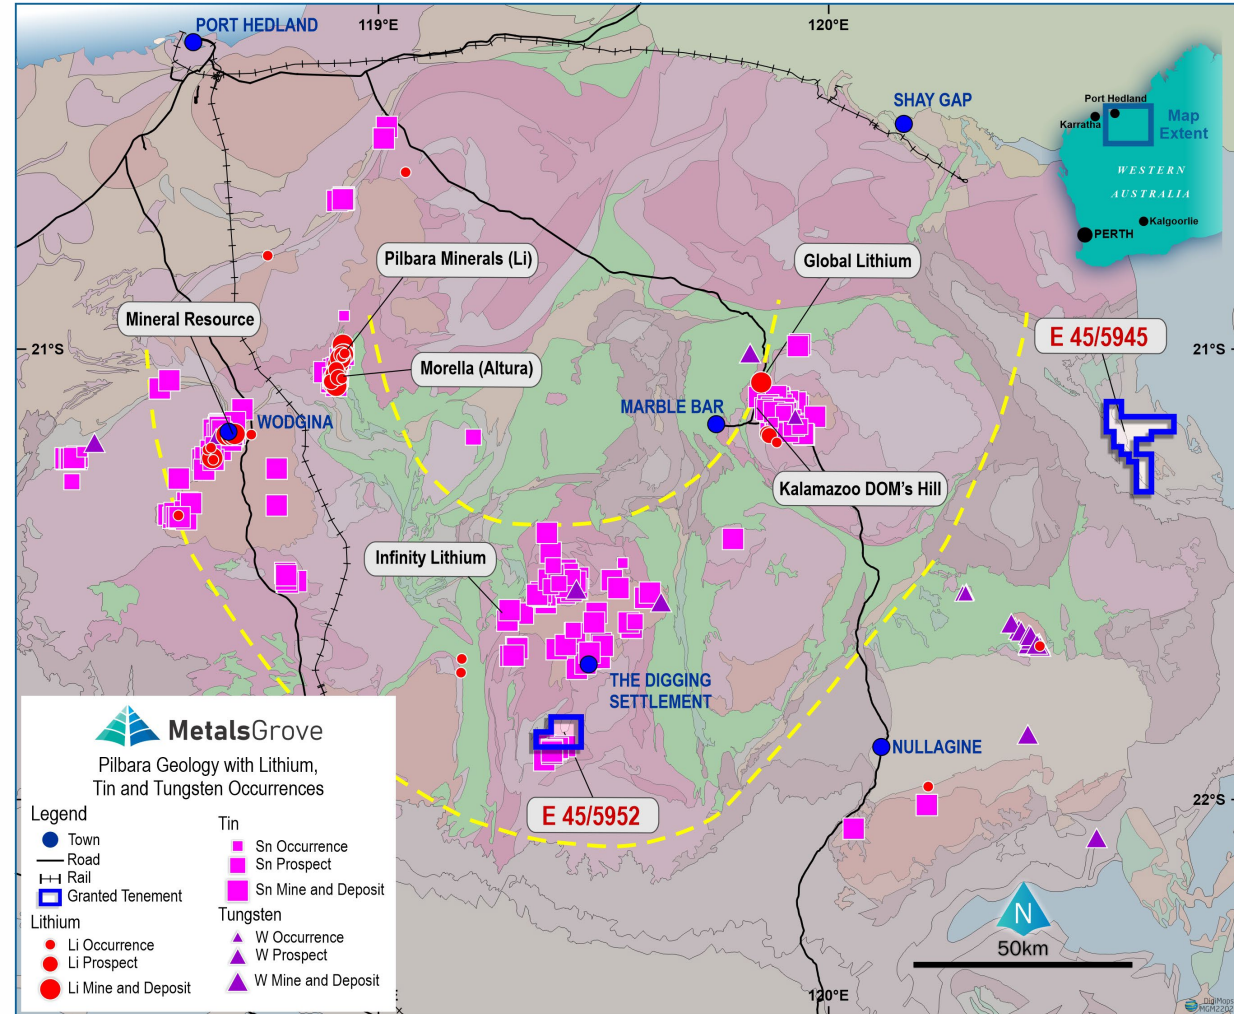 119°E
120°E
PORT HEDLAND
SHAY GAP
Port Hedland
Karratha
Map
Extent
WESTERN
AUSTRALIA
Kalgoorlie
PERTH
Pilbara Minerals (Li)
Global Lithium
Mineral Resource
E 45/5945
21°S
21°S
Morella (Altura)
MARBLE BAR
WODGINA
Kalamazoo DOM's Hill
Infinity Lithium
THE DIGGING
SETTLEMENT
NULLAGINE
E 45/5952
22°S
MetalsGrove
Pilbara Geology with Lithium,
Tin and Tungsten Occurrences
Legend
Town
Road
Rail
Granted Tenement
Lithium
Li Occurrence
Li Prospect
Li Mine and Deposit
Tin
Sn Occurrence
Sn Prospect
Sn Mine and Deposit
Tungsten
W Occurrence
W Prospect
W Mine and Deposit
N
50km
120°E
DigiMaps